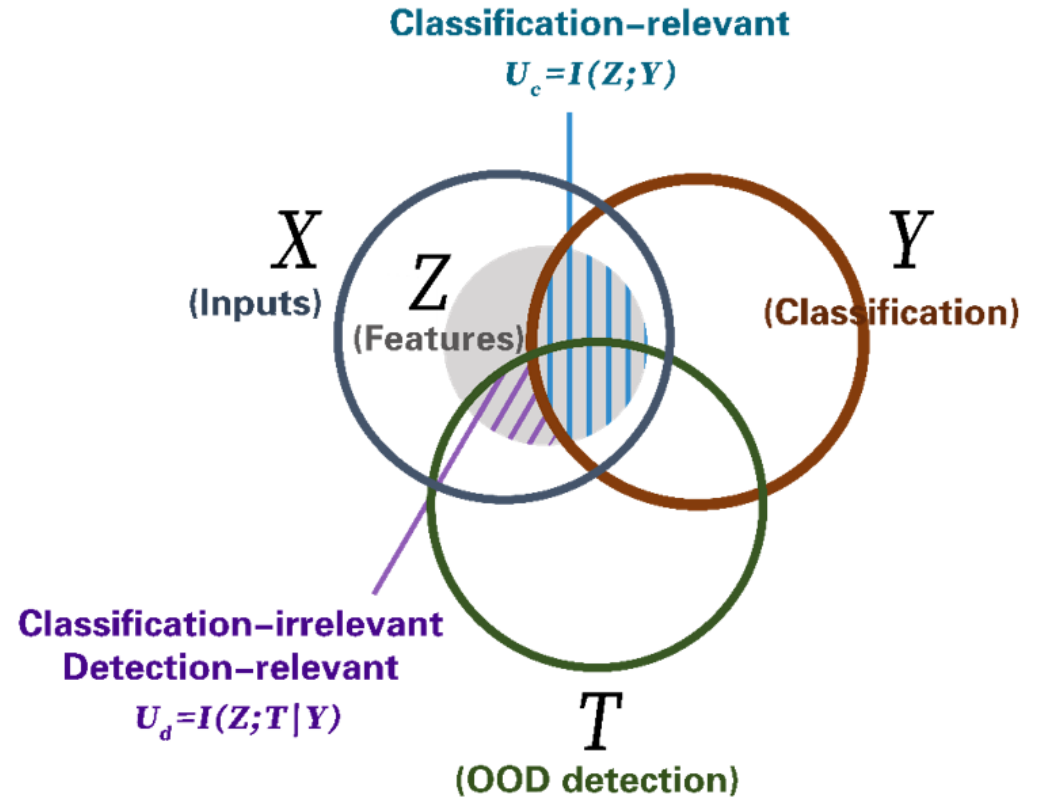 Classification-relevant
U_c=I(Z;Y)
X
(Inputs)
Z
(Features)
Y
(Classification)
Classification-irrelevant
Detection-relevant
U_d=I(Z;T|Y)
T
(OOD detection)